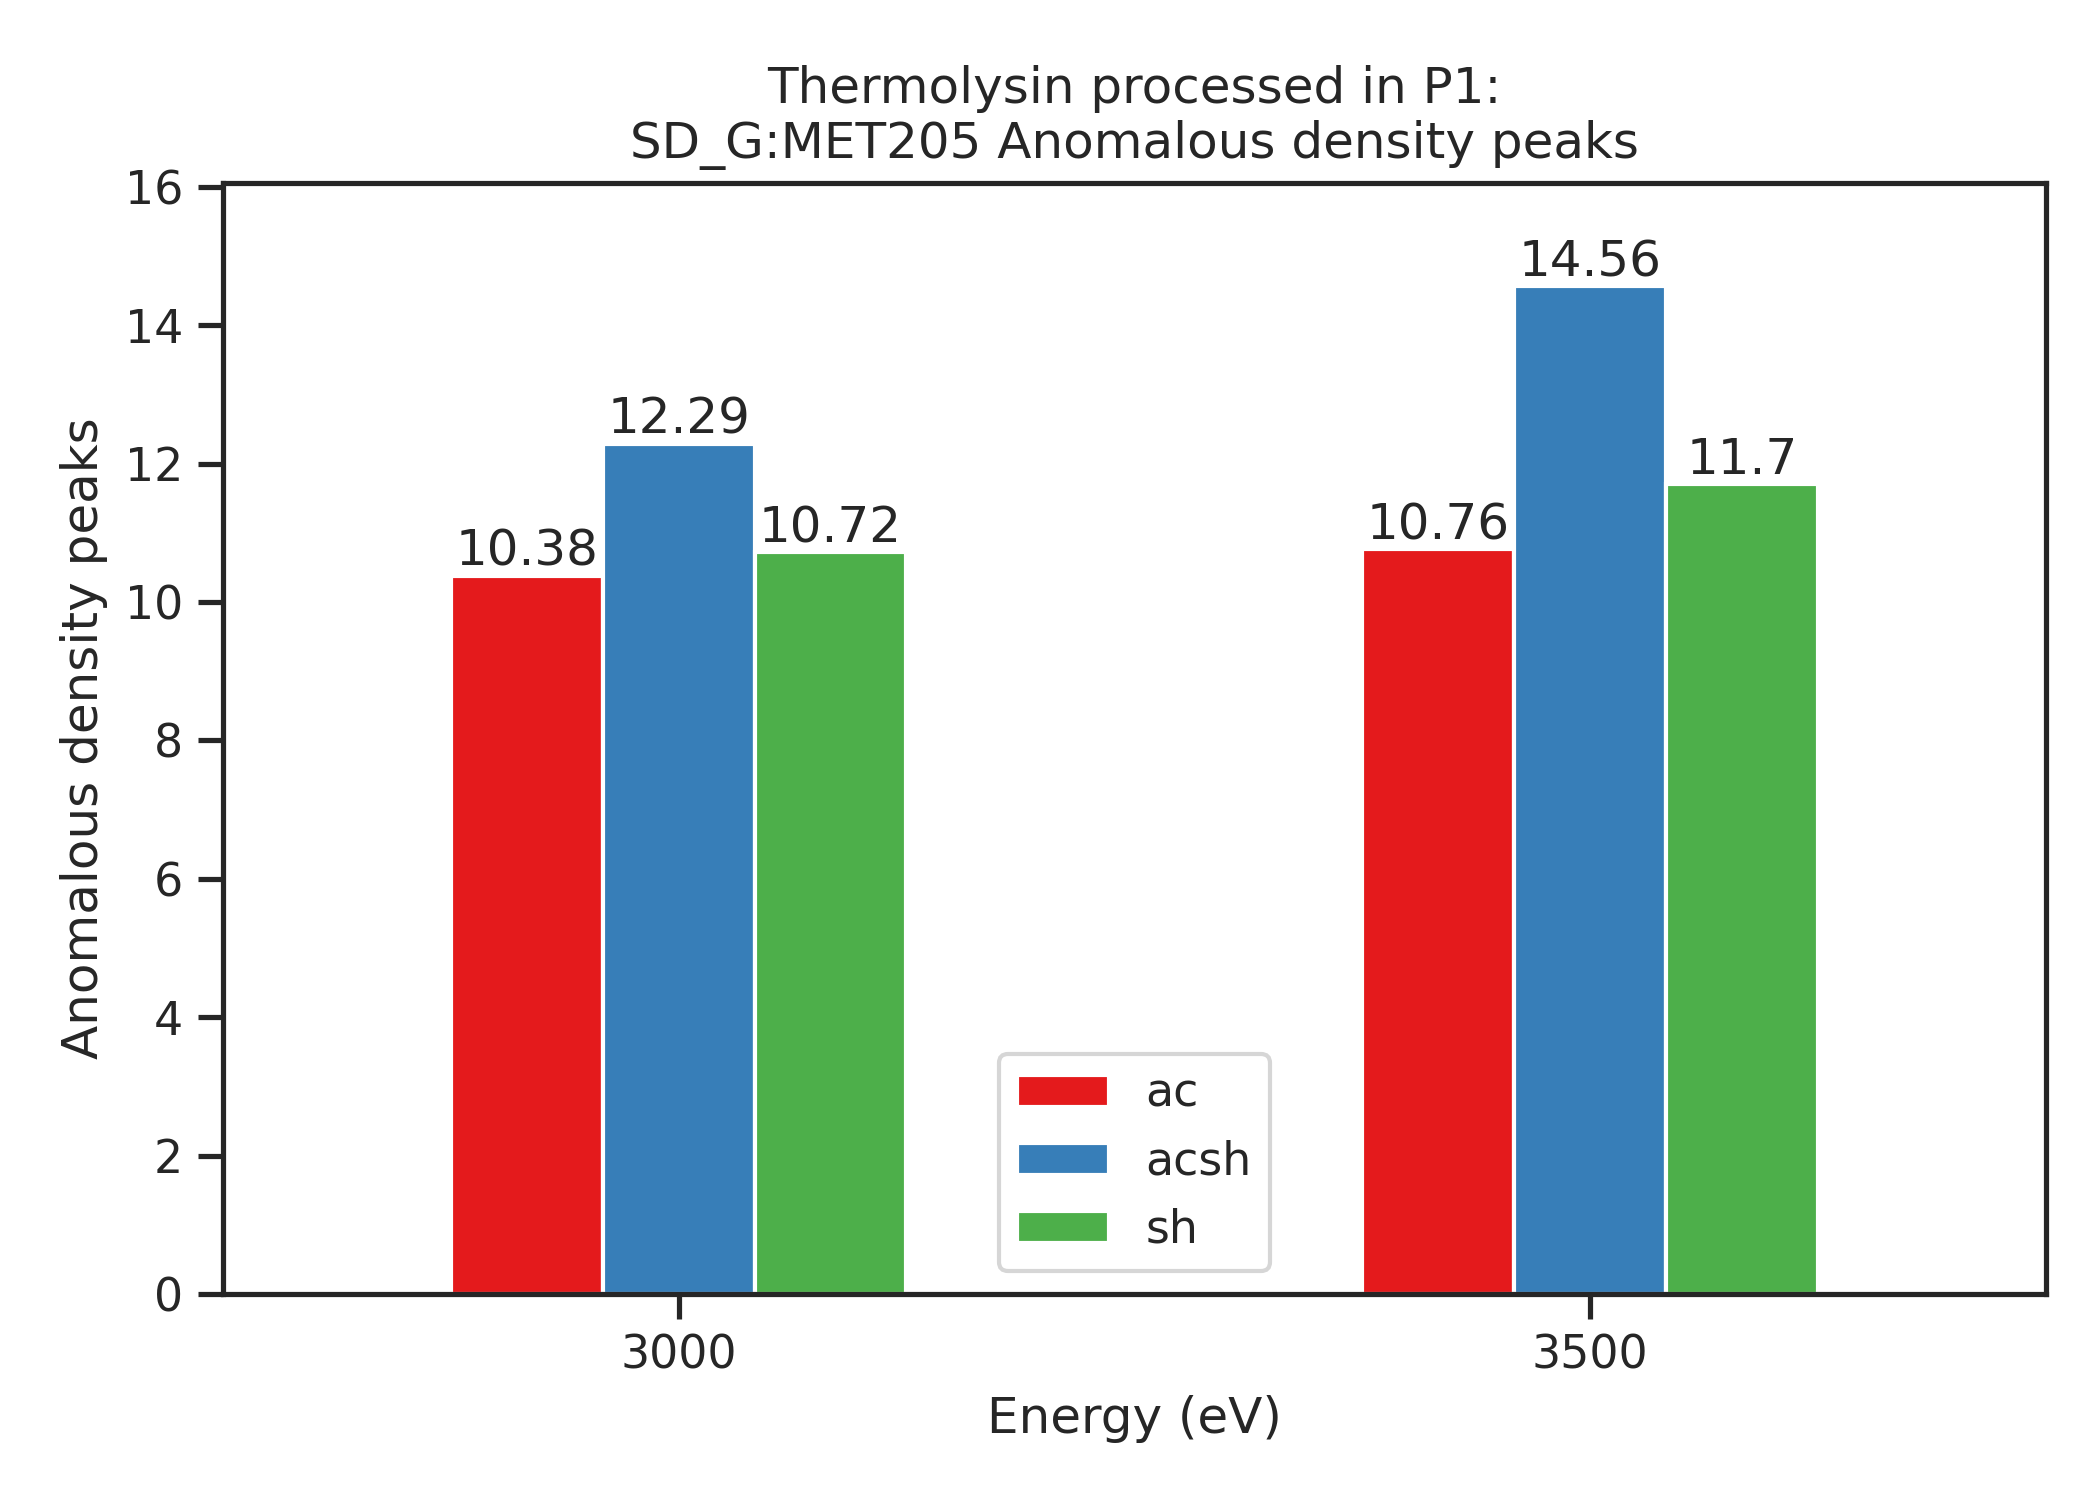 Thermolysin processed in P1:
SD_G:MET205 Anomalous density peaks
Anomalous density peaks
16
14
12
10
8
6
4
2
0
10.38
12.29
10.72
10.76
14.56
11.7
ac
acsh
sh
3000
3500
Energy (eV)